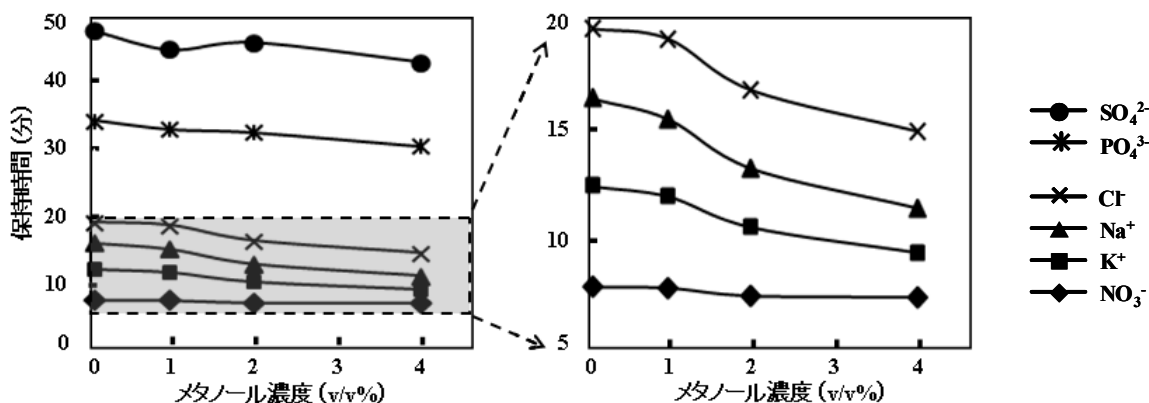 50
40
30
20
10
0
保持時間（分）
0 1 2 3 4
メタノール濃度（v/v%）
20
15
10
5
0 1 2 3 4
メタノール濃度（v/v%）
SO₄²⁻
PO₄³⁻
Cl⁻
Na⁺
K⁺
NO₃⁻